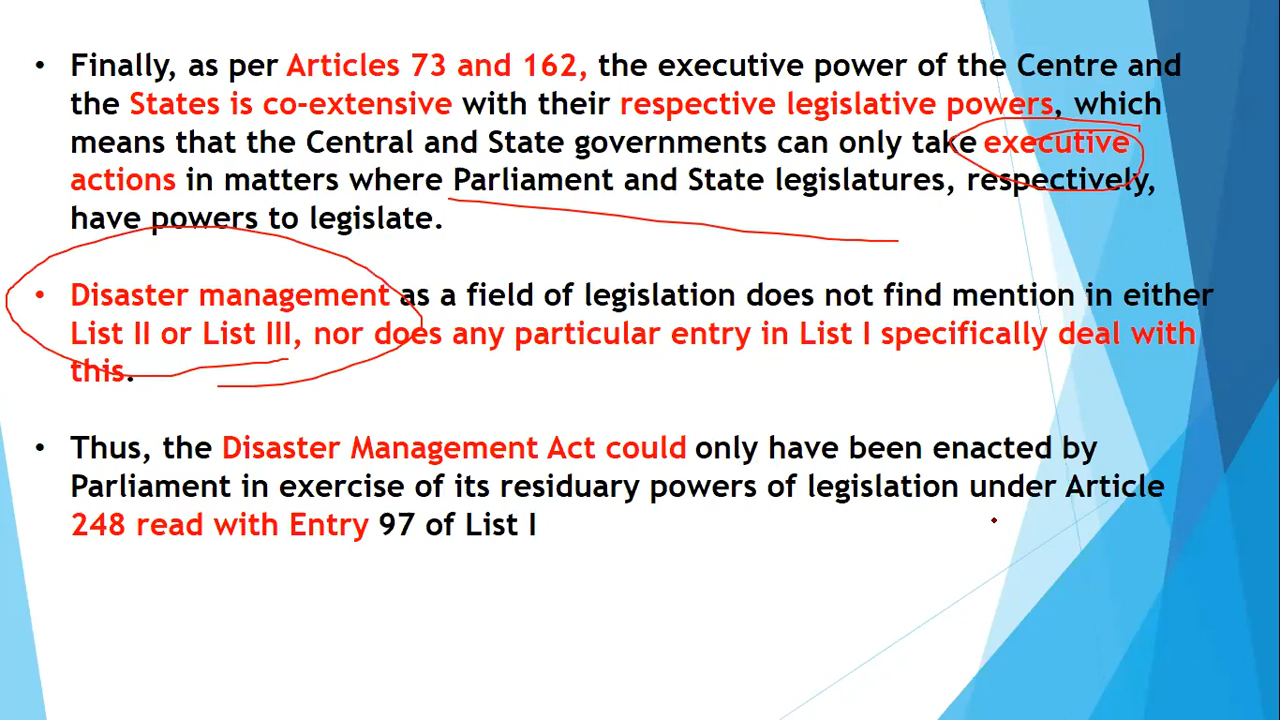 • Finally, as per Articles 73 and 162, the executive power of the Centre and
the States is co-extensive with their respective legislative powers, which
means that the Central and State governments can only take executive
actions in matters where Parliament and State legislatures, respectively,
have powers to legislate.
• Disaster management as a field of legislation does not find mention in either
List II or List III, nor does any particular entry in List I specifically deal with
this.
• Thus, the Disaster Management Act could only have been enacted by
Parliament in exercise of its residuary powers of legislation under Article
248 read with Entry 97 of List I